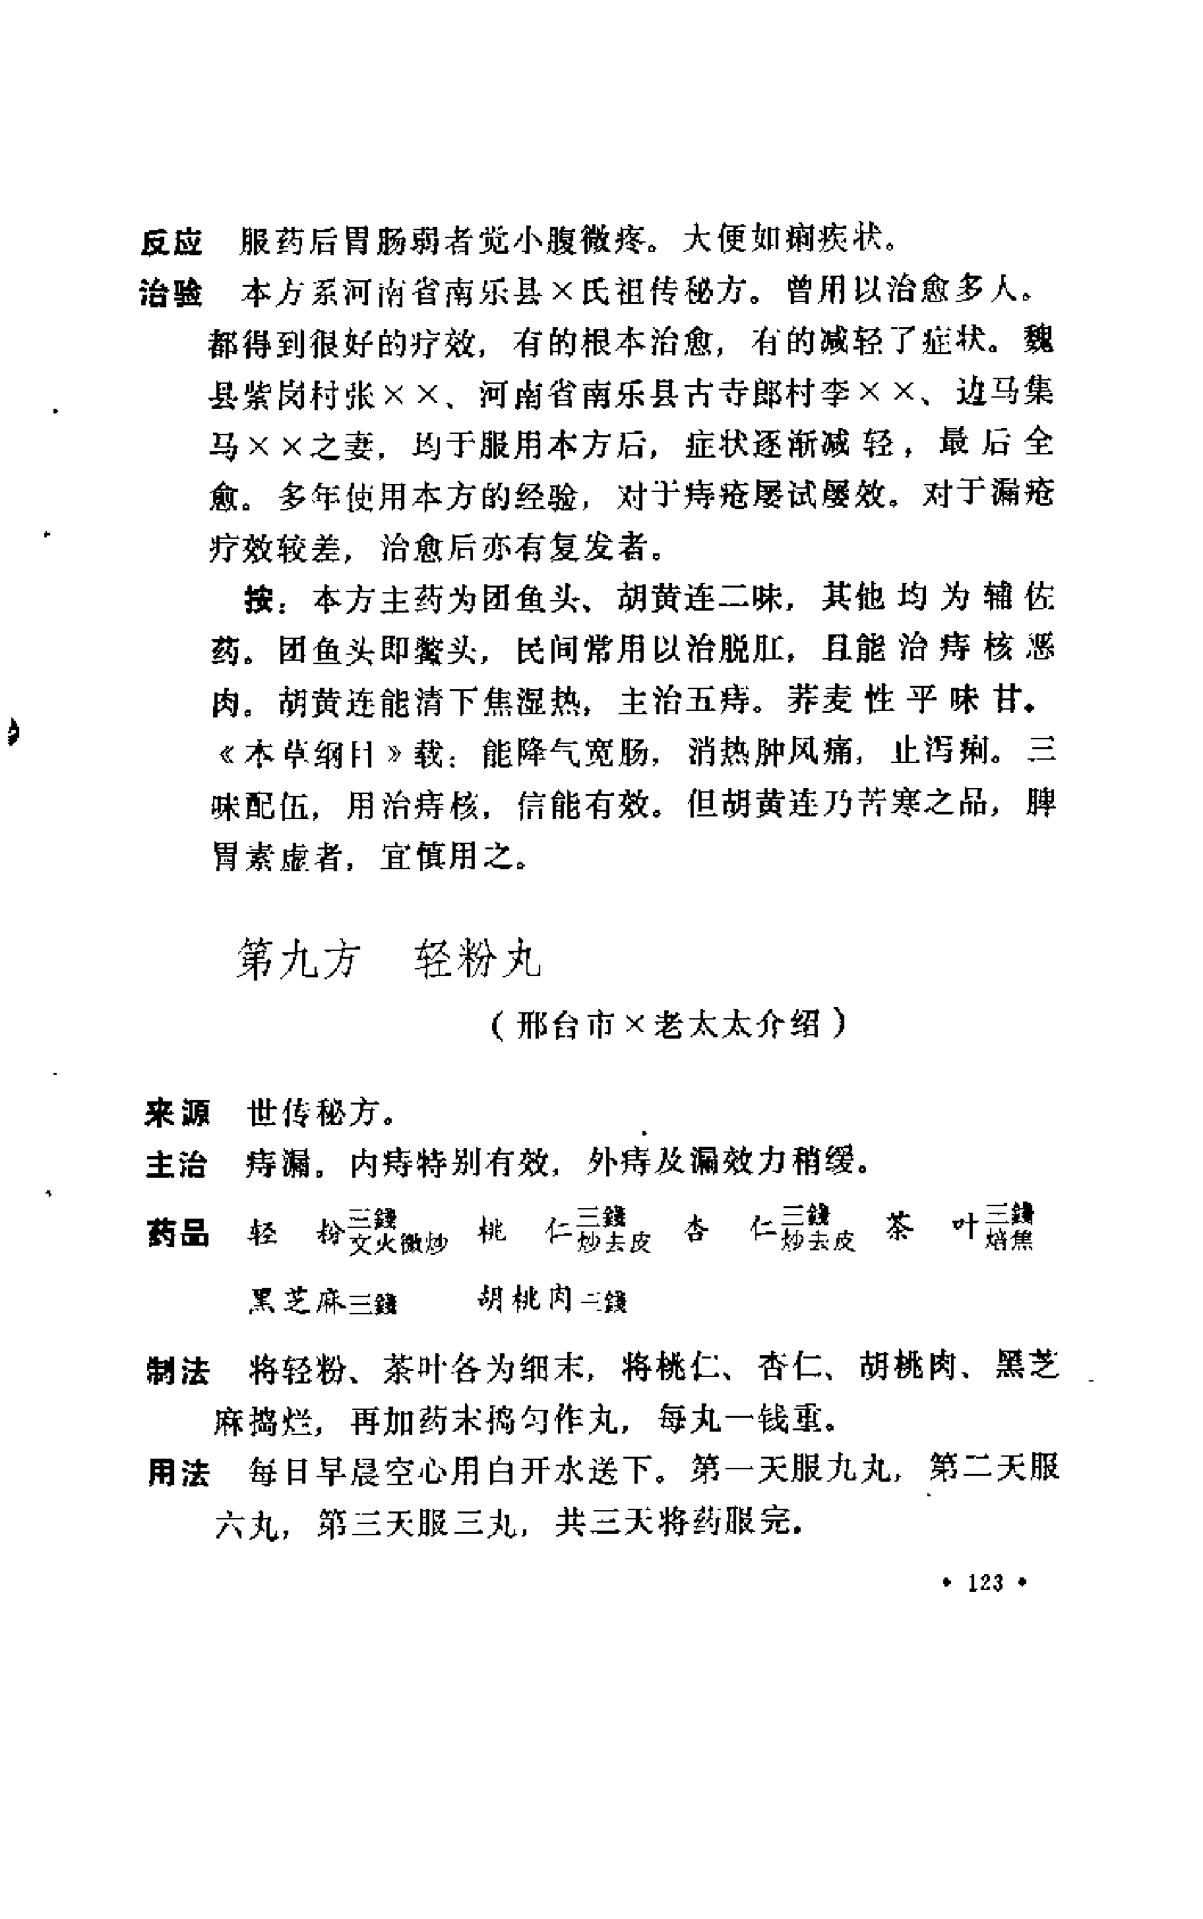 反应　服药后胃肠弱者觉小腹微疼。大便如痢疾状。
治验　本方系河南省南乐县×氏祖传秘方。曾用以治愈多人。
都得到很好的疗效，有的根本治愈，有的减轻了症状。魏
县紫岗村张××、河南省南乐县古寺郎村李××、边马集
马××之妻，均于服用本方后，症状逐渐减轻，最后全
愈。多年使用本方的经验，对于痔疮屡试屡效。对于漏疮
疗效较差，治愈后亦有复发者。
按：本方主药为团鱼头、胡黄连二味，其他均为辅佐
药。团鱼头即鳖头，民间常用以治脱肛，且能治痔核恶
肉。胡黄连能清下焦湿热，主治五痔。荞麦性平味甘。
《本草纲目》载：能降气宽肠，消热肿风痛，止泻痢。三
味配伍，用治痔核，信能有效。但胡黄连乃苦寒之品，脾
胃素虚者，宜慎用之。
第九方　轻粉丸
（邢台市×老太太介绍）
来源　世传秘方。
主治　痔漏。内痔特别有效，外痔及漏效力稍缓。
药品　轻　粉三錢文火微炒　桃　仁三錢炒去皮　杏　仁三錢炒去皮　茶　叶三錢焙焦
黑芝麻三錢　胡桃肉三錢
制法　将轻粉、茶叶各为细末，将桃仁、杏仁、胡桃肉、黑芝
麻捣烂，再加药末捣匀作丸，每丸一钱重。
用法　每日早晨空心用白开水送下。第一天服九丸，第二天服
六丸，第三天服三丸，共三天将药服完。
• 123 •